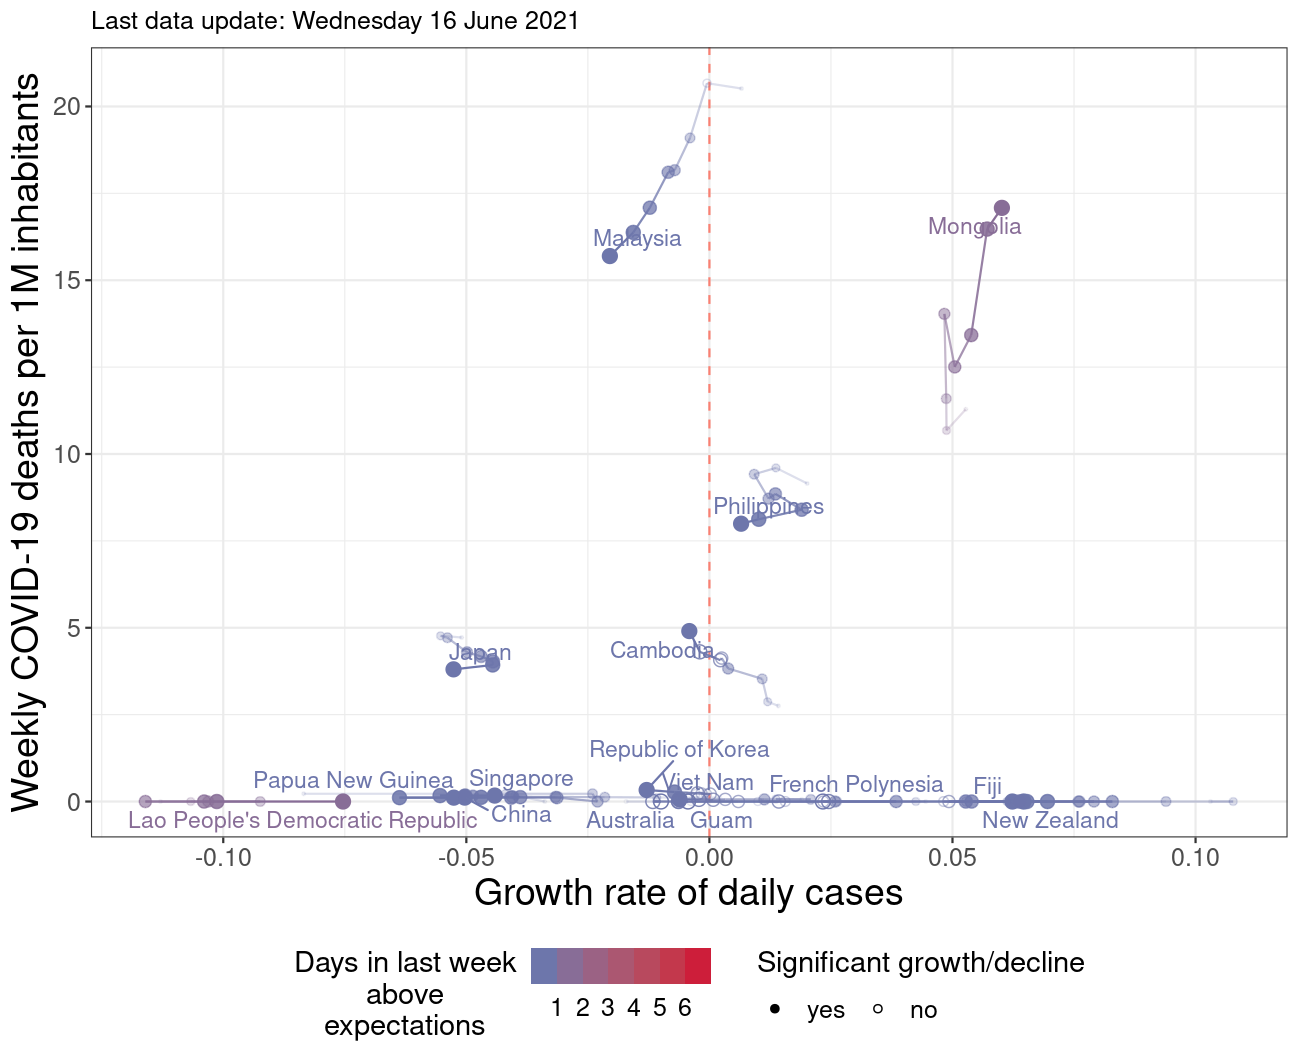 Last data update: Wednesday 16 June 2021
Weekly COVID-19 deaths per 1M inhabitants
20
15
10
5
0
Malaysia
Mongolia
Philippines
Japan
Cambodia
Republic of Korea
Papua New Guinea
Singapore
Viet Nam
French Polynesia
Fiji
Lao People's Democratic Republic
China
Australia
Guam
New Zealand
-0.10
-0.05
0.00
0.05
0.10
Growth rate of daily cases
Days in last week
above
expectations
1 2 3 4 5 6
Significant growth/decline
yes
no